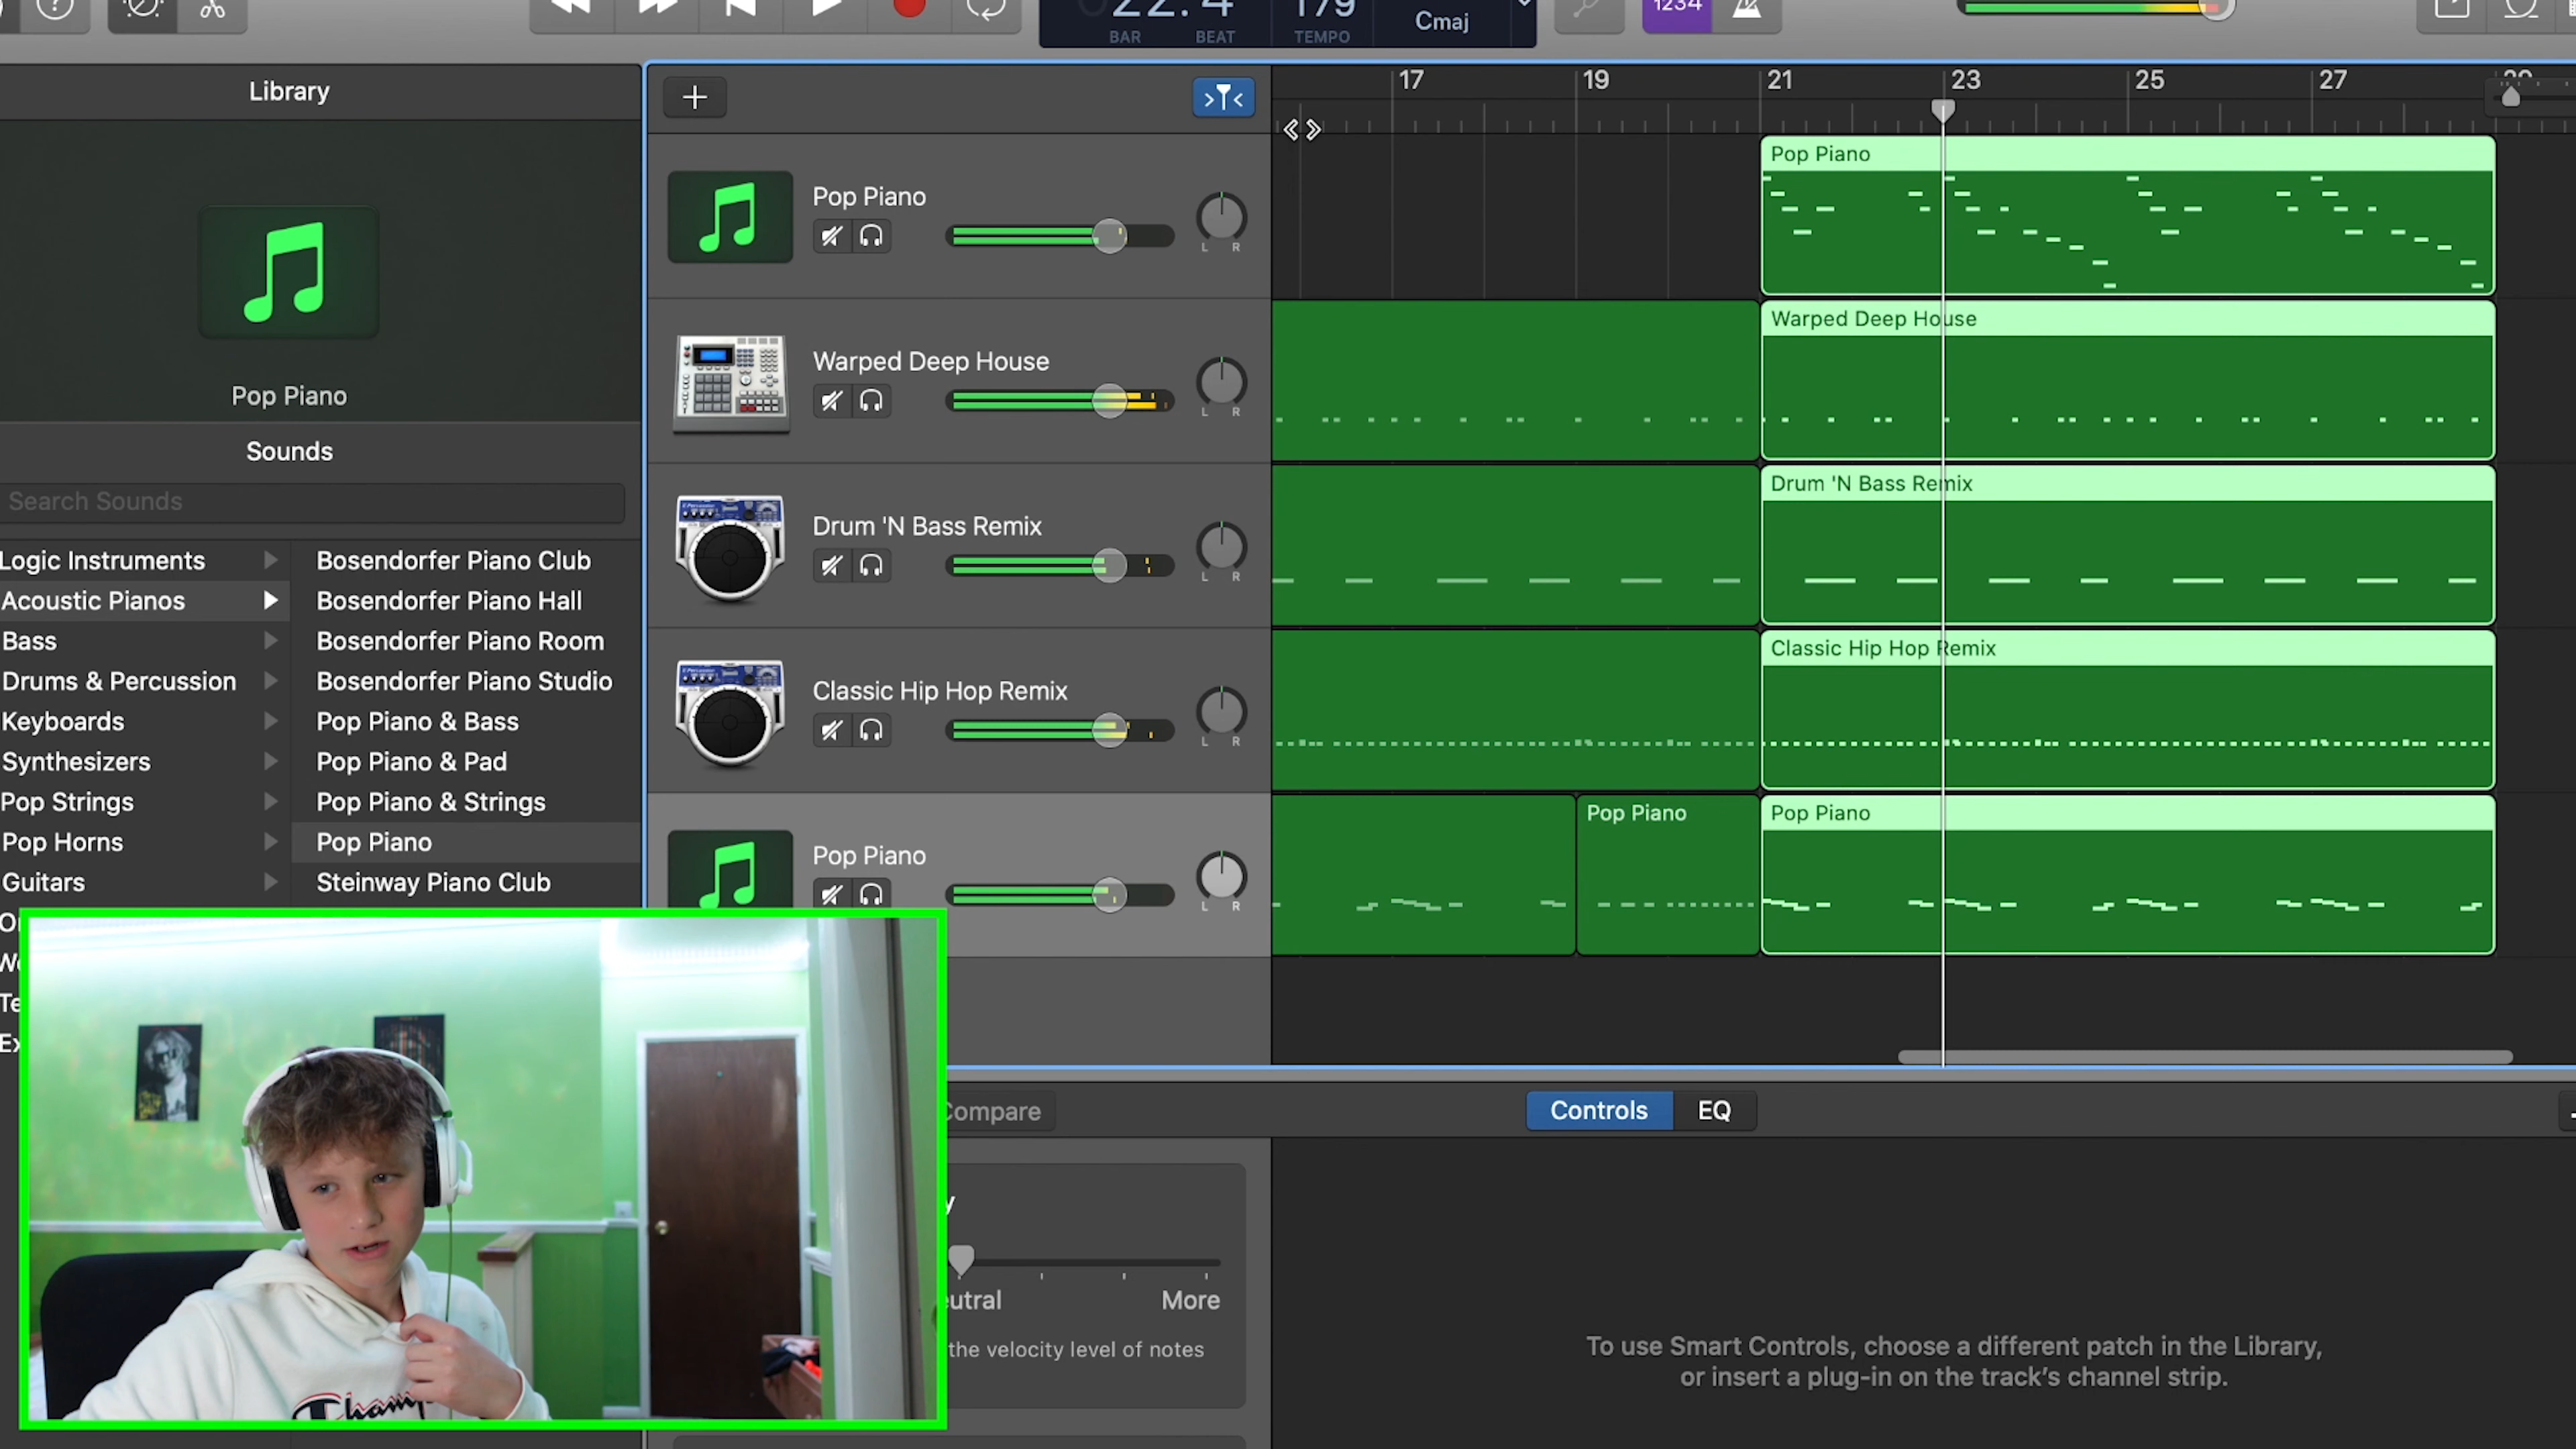 22.4 179
BAR BEAT TEMPO Cmaj
1234
Library
17 19 21 23 25 27
Pop Piano
Sounds
Search Sounds
Logic Instruments
Acoustic Pianos
Bass
Drums & Percussion
Keyboards
Synthesizers
Pop Strings
Pop Horns
Guitars
Bosendorfer Piano Club
Bosendorfer Piano Hall
Bosendorfer Piano Room
Bosendorfer Piano Studio
Pop Piano & Bass
Pop Piano & Pad
Pop Piano & Strings
Pop Piano
Steinway Piano Club
Pop Piano
L R
Warped Deep House
L R
Drum 'N Bass Remix
L R
Classic Hip Hop Remix
L R
Pop Piano
L R
Pop Piano
Warped Deep House
Drum 'N Bass Remix
Classic Hip Hop Remix
Pop Piano
Pop Piano
Compare
Controls EQ
More
the velocity level of notes
To use Smart Controls, choose a different patch in the Library,
or insert a plug-in on the track's channel strip.